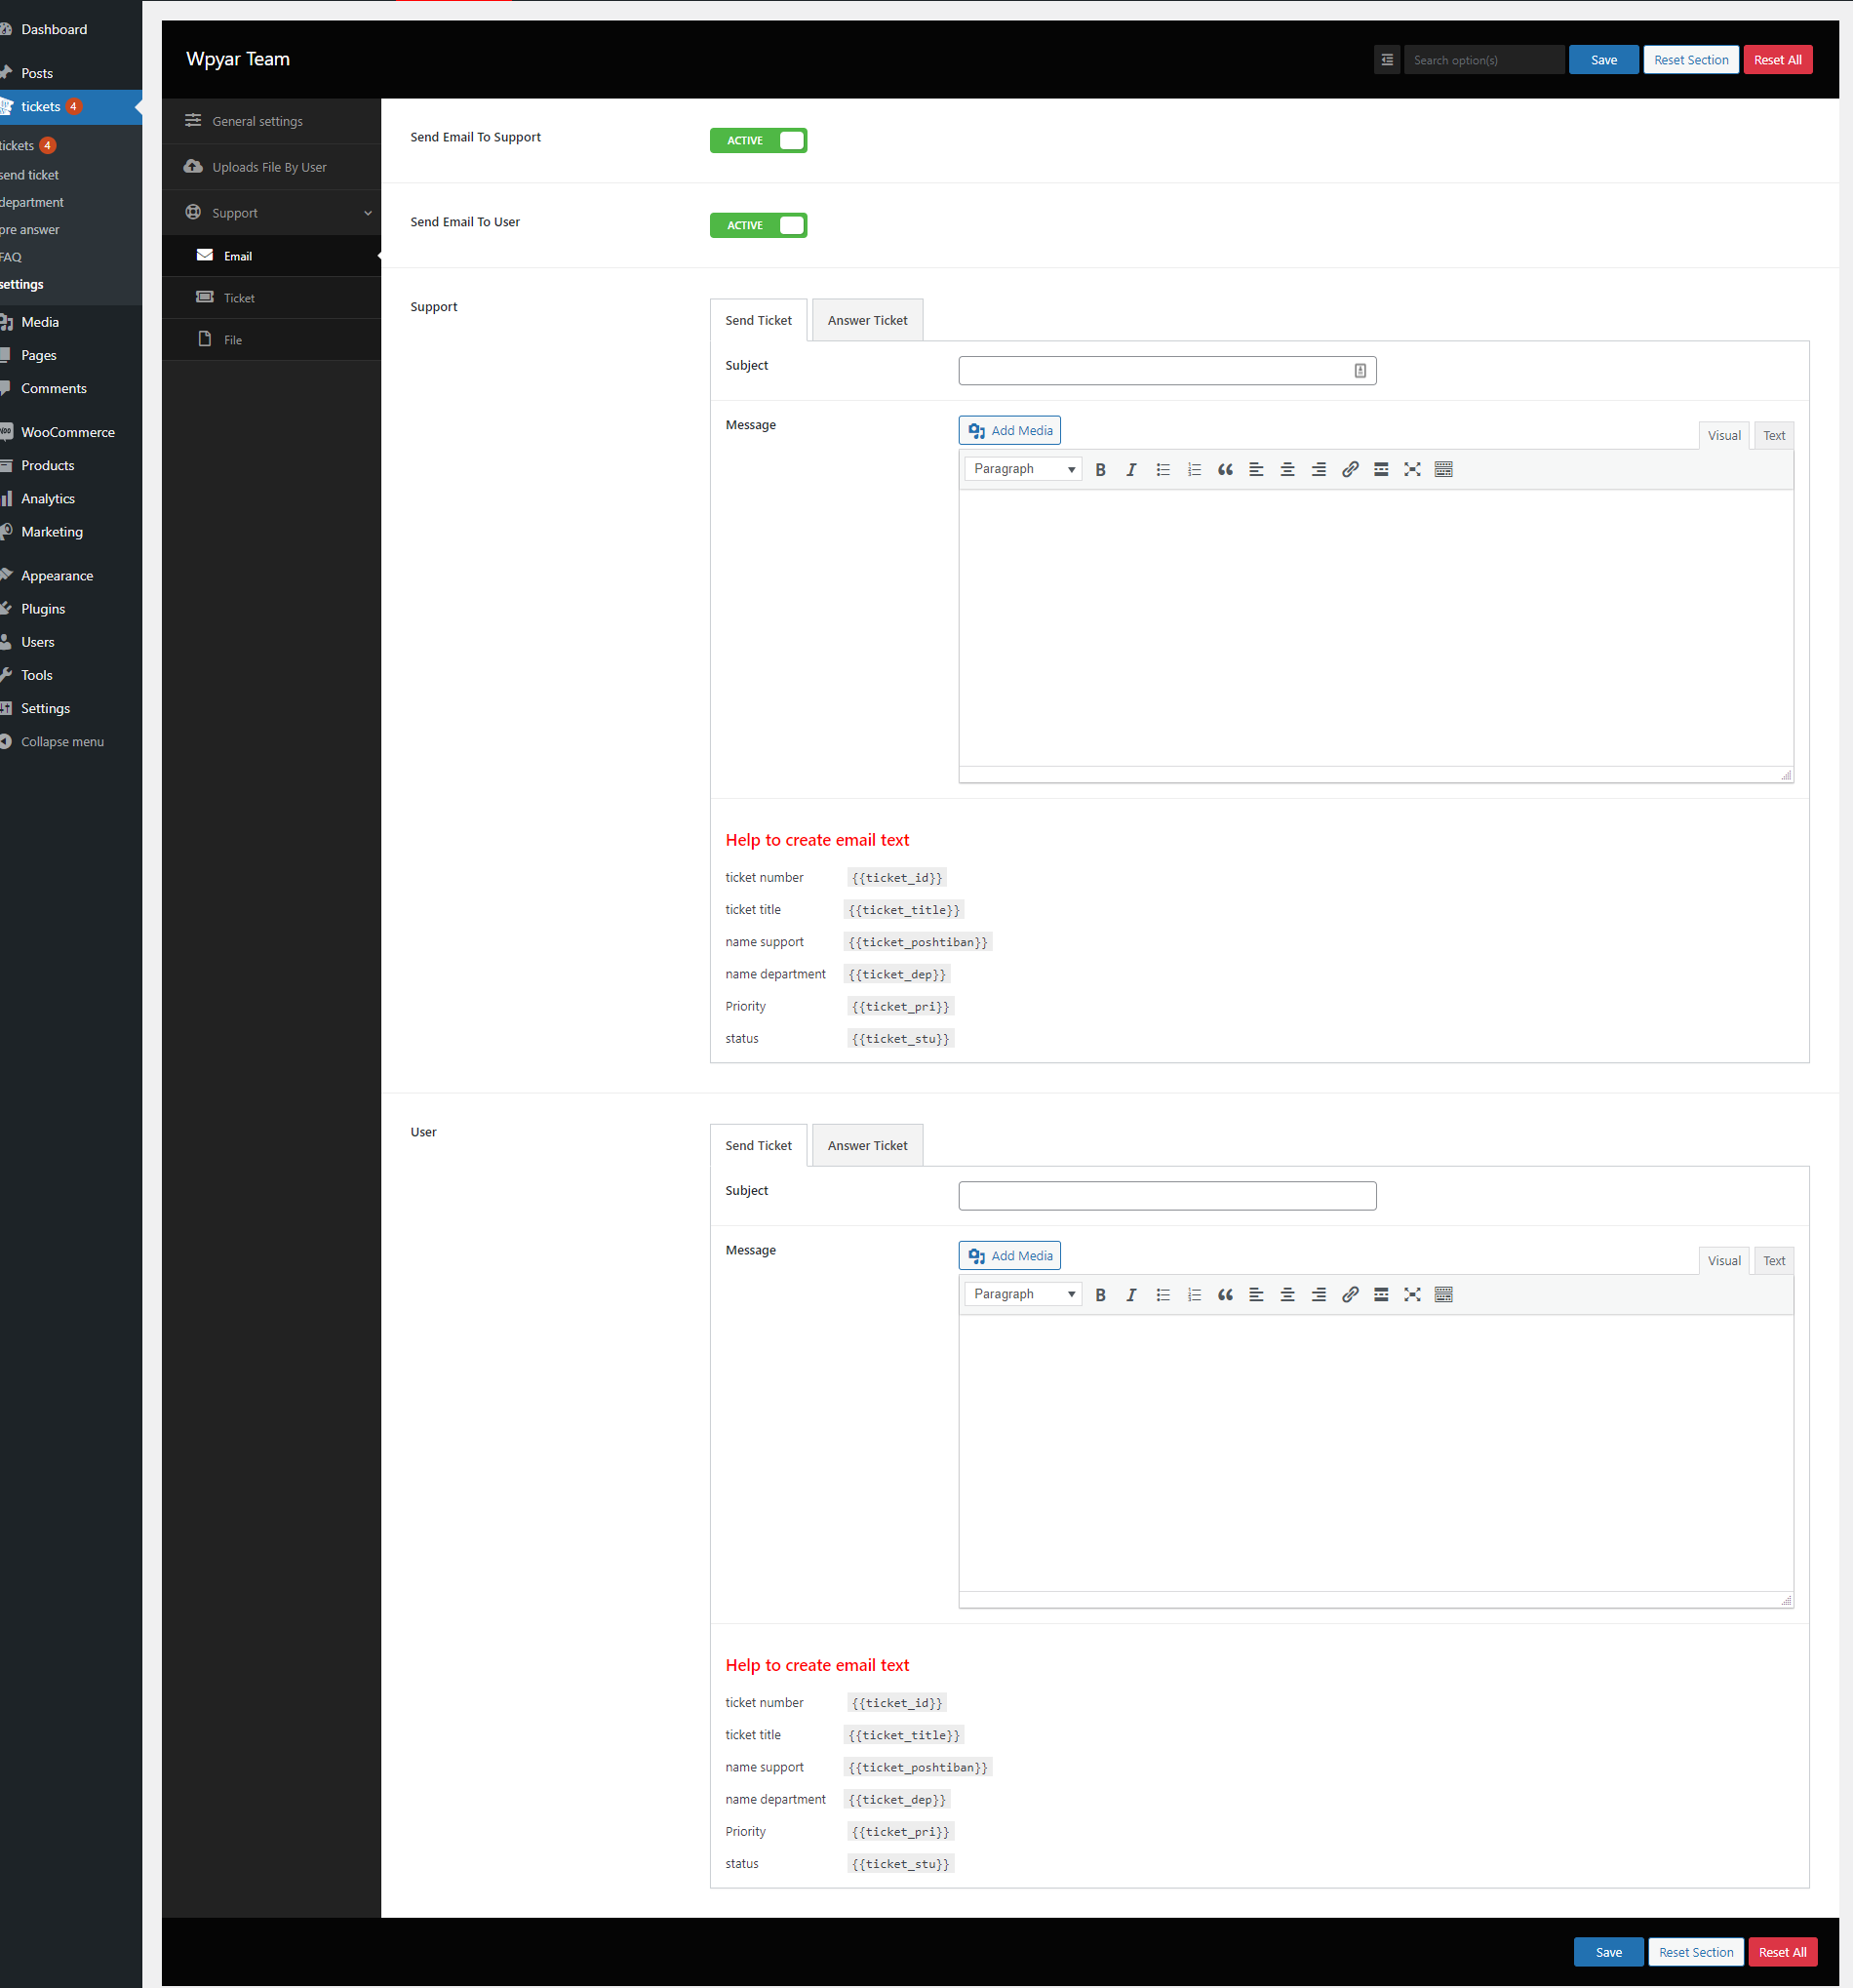 Dashboard
Posts
tickets 4
tickets 4
send ticket
department
pre answer
FAQ
settings
Media
Pages
Comments
WooCommerce
Products
Analytics
Marketing
Appearance
Plugins
Users
Tools
Settings
Collapse menu
Wpyar Team
Search option(s)
Save
Reset Section
Reset All
General settings
Uploads File By User
Support
Email
Ticket
File
Send Email To Support
ACTIVE
Send Email To User
ACTIVE
Support
Send Ticket
Answer Ticket
Subject
Message
Add Media
Visual
Text
Paragraph
Help to create email text
ticket number {{ticket_id}}
ticket title {{ticket_title}}
name support {{ticket_poshtiban}}
name department {{ticket_dep}}
Priority {{ticket_pri}}
status {{ticket_stu}}
User
Send Ticket
Answer Ticket
Subject
Message
Add Media
Visual
Text
Paragraph
Help to create email text
ticket number {{ticket_id}}
ticket title {{ticket_title}}
name support {{ticket_poshtiban}}
name department {{ticket_dep}}
Priority {{ticket_pri}}
status {{ticket_stu}}
Save
Reset Section
Reset All